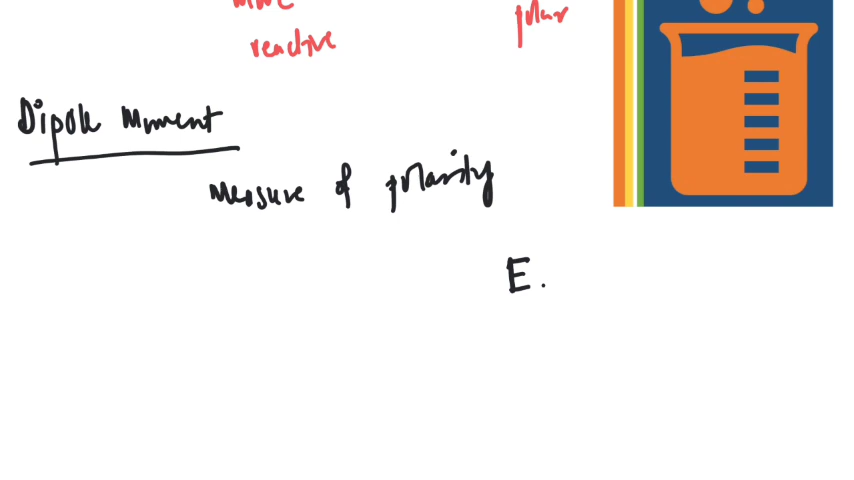 polar
reactive
Dipole Moment
Measure of polarity
E.